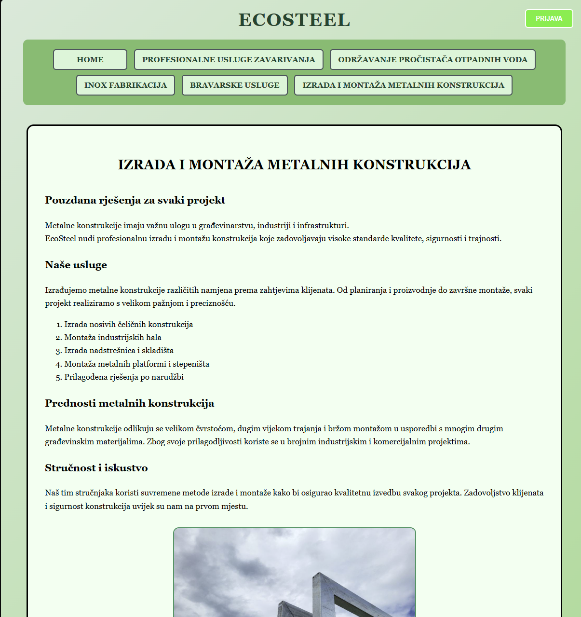 ECOSTEEL
PRIJAVA
HOME
PROFESIONALNE USLUGE ZAVARIVANJA
ODRŽAVANJE PROČISTAČA OTPADNIH VODA
INOX FABRIKACIJA
BRAVARSKE USLUGE
IZRADA I MONTAŽA METALNIH KONSTRUKCIJA
IZRADA I MONTAŽA METALNIH KONSTRUKCIJA
Pouzdana rješenja za svaki projekt
Metalne konstrukcije imaju važnu ulogu u građevinarstvu, industriji i infrastrukturi.
EcoSteel nudi profesionalnu izradu i montažu konstrukcija koje zadovoljavaju visoke standarde kvalitete, sigurnosti i trajnosti.
Naše usluge
Izrađujemo metalne konstrukcije različitih namjena prema zahtjevima klijenata. Od planiranja i proizvodnje do završne montaže, svaki
projekt realiziramo s velikom pažnjom i preciznošću.
1. Izrada nosivih čeličnih konstrukcija
2. Montaža industrijskih hala
3. Izrada nadstrešnica i skladišta
4. Montaža metalnih platformi i stepeništa
5. Prilagođena rješenja po narudžbi
Prednosti metalnih konstrukcija
Metalne konstrukcije odlikuju se velikom čvrstoćom, dugim vijekom trajanja i bržom montažom u usporedbi s mnogim drugim
građevinskim materijalima. Zbog svoje prilagodljivosti koriste se u brojnim industrijskim i komercijalnim projektima.
Stručnost i iskustvo
Naš tim stručnjaka koristi suvremene metode izrade i montaže kako bi osigurao kvalitetnu izvedbu svakog projekta. Zadovoljstvo klijenata
i sigurnost konstrukcija uvijek su nam na prvom mjestu.